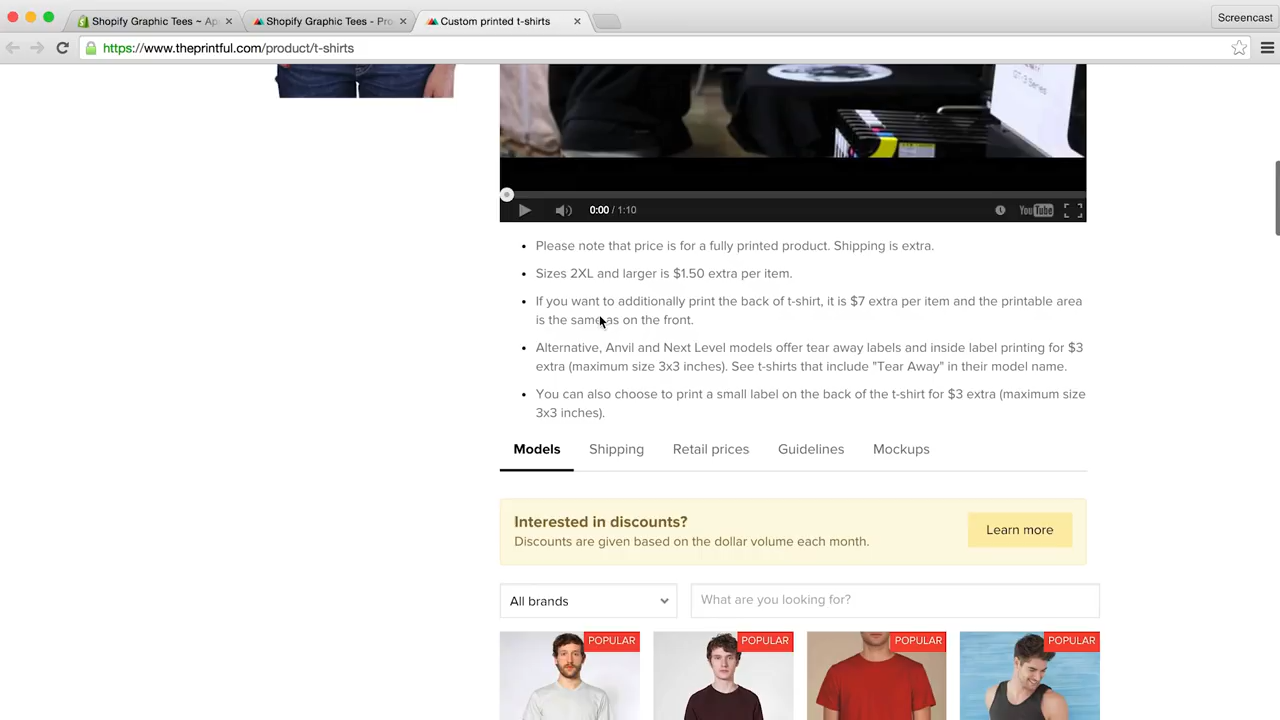 Shopify Graphic Tees ~ Ap
Shopify Graphic Tees - Pro
Custom printed t-shirts
Screencast
https://www.theprintful.com/product/t-shirts
0:00 / 1:10
YouTube
• Please note that price is for a fully printed product. Shipping is extra.
• Sizes 2XL and larger is $1.50 extra per item.
• If you want to additionally print the back of t-shirt, it is $7 extra per item and the printable area
is the same as on the front.
• Alternative, Anvil and Next Level models offer tear away labels and inside label printing for $3
extra (maximum size 3x3 inches). See t-shirts that include "Tear Away" in their model name.
• You can also choose to print a small label on the back of the t-shirt for $3 extra (maximum size
3x3 inches).
Models Shipping Retail prices Guidelines Mockups
Interested in discounts?
Discounts are given based on the dollar volume each month.
Learn more
All brands
What are you looking for?
POPULAR POPULAR POPULAR POPULAR